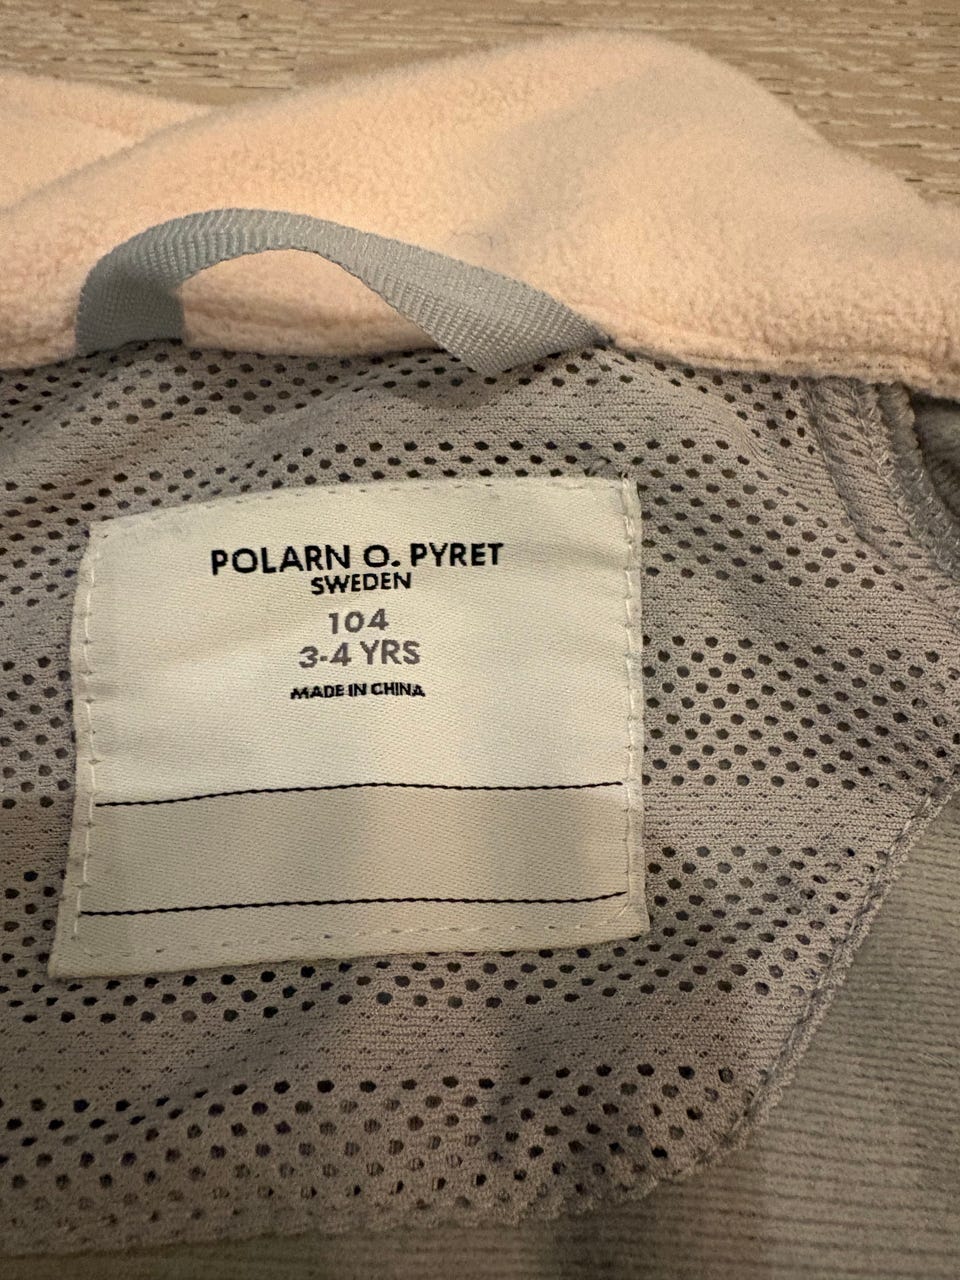 POLARN O. PYRET
SWEDEN
104
3-4 YRS
MADE IN CHINA